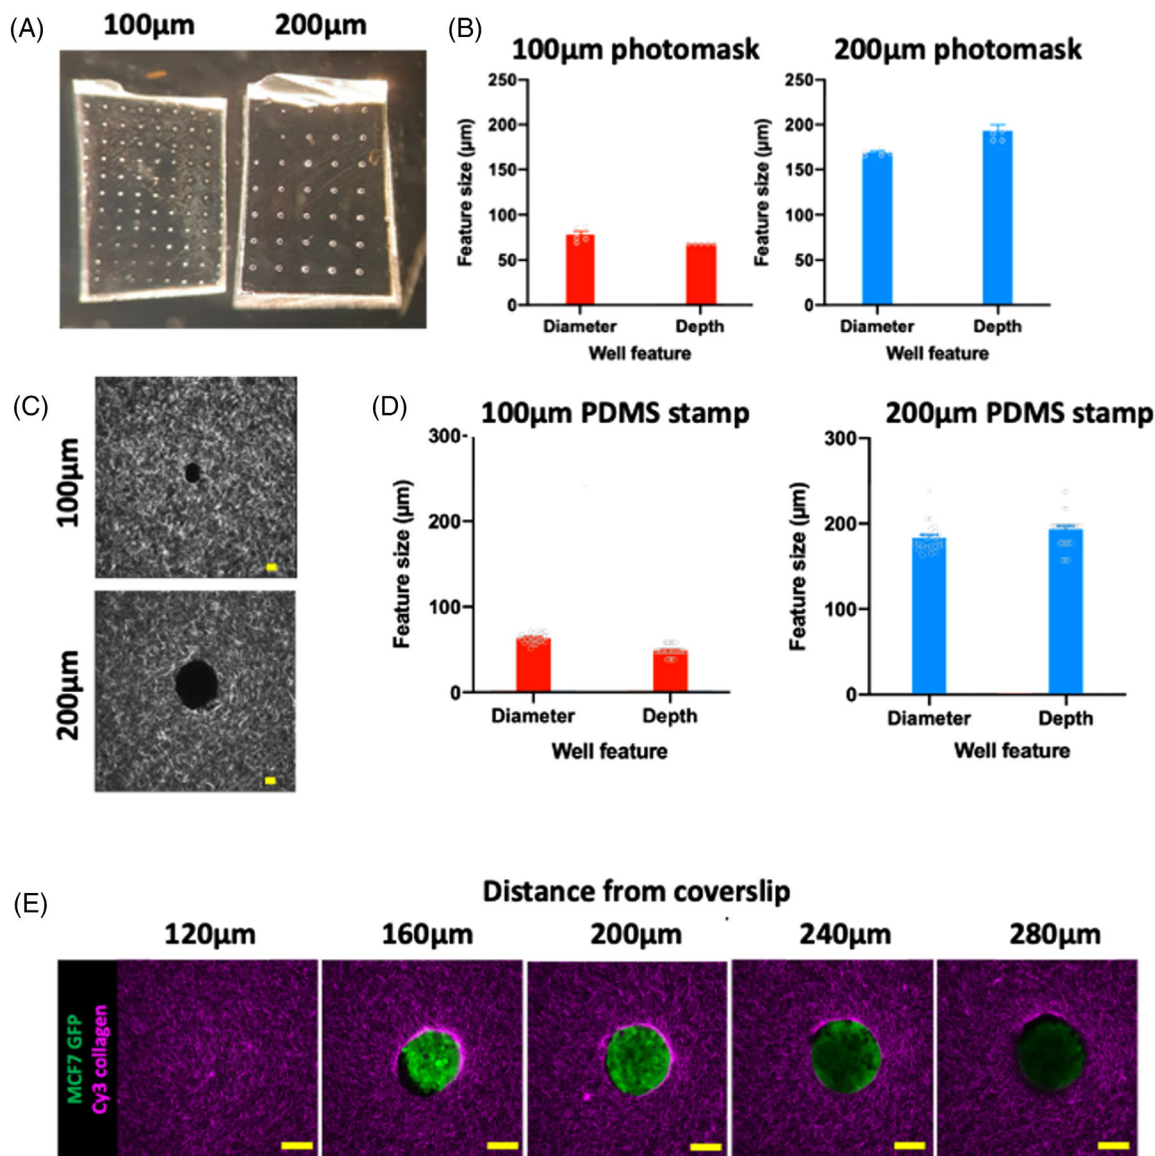 (A)
100µm 200µm
(B)
100µm photomask
250
200
150
100
50
0
Feature size (µm)
Diameter Depth
Well feature
200µm photomask
250
200
150
100
50
0
Feature size (µm)
Diameter Depth
Well feature
(C)
100µm
200µm
(D)
100µm PDMS stamp
300
200
100
0
Feature size (µm)
Diameter Depth
Well feature
200µm PDMS stamp
300
200
100
0
Feature size (µm)
Diameter Depth
Well feature
(E)
Distance from coverslip
120µm 160µm 200µm 240µm 280µm
MCF7 GFP
Cy3 collagen